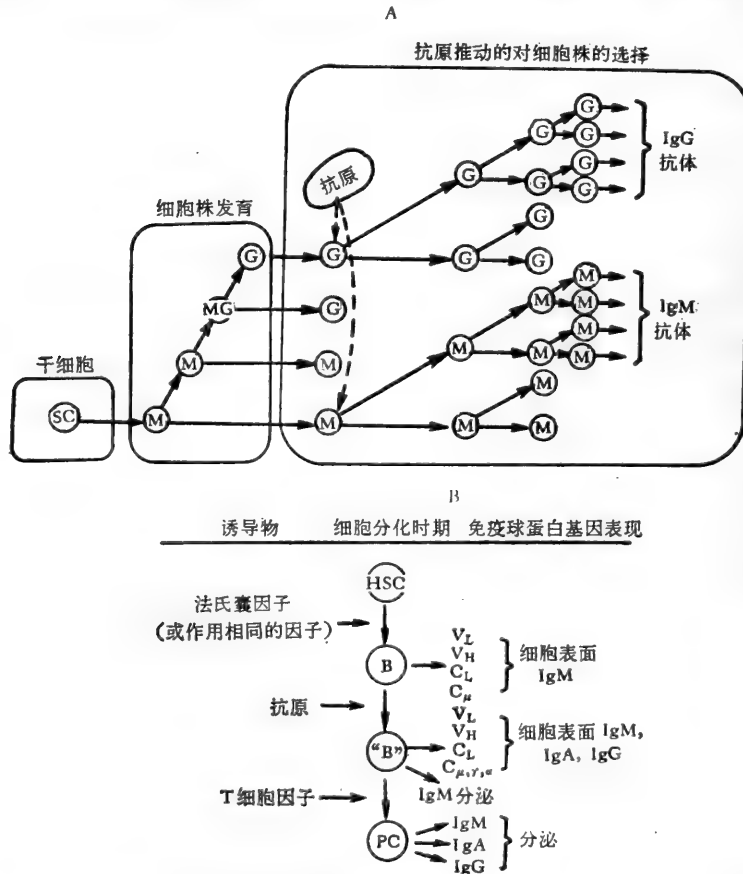 A
抗原推动的对细胞株的选择
G
G G G
IgG
抗体
G
抗原
G G G
细胞株发育
G
G G G G
MG G
M
M M M
IgM
抗体
M
干细胞
M M
M M M
M
SC M M M M
B
诱导物 细胞分化时期 免疫球蛋白基因表现
HSC
法氏囊因子
(或作用相同的因子)
B
VL
VH
CL
Cμ
细胞表面
IgM
抗原
“B”
VL
VH
CL
Cμ,γ,α
细胞表面 IgM,
IgA, IgG
IgM 分泌
T细胞因子
PC
IgM
IgA
IgG
分泌